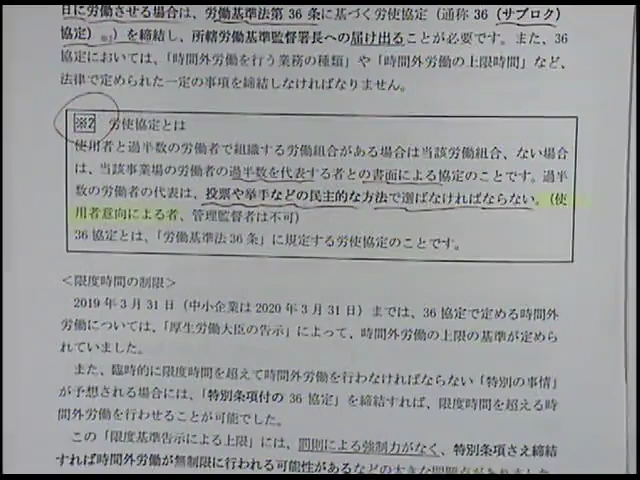 日に労働させる場合は、労働基準法第 36 条に基づく労使協定（通称 36（サブロク）
協定）※2）を締結し、所轄労働基準監督署長への届け出ることが必要です。また、36
協定においては、「時間外労働を行う業務の種類」や「時間外労働の上限時間」など、
法律で定められた一定の事項を締結しなければなりません。
※2 労使協定とは
使用者と過半数の労働者で組織する労働組合がある場合は当該労働組合、ない場合
は、当該事業場の労働者の過半数を代表する者との書面による協定のことです。過半
数の労働者の代表は、投票や挙手などの民主的な方法で選ばなければならない。（使
用者意向による者、管理監督者は不可）
36 協定とは、「労働基準法 36 条」に規定する労使協定のことです。
＜限度時間の制限＞
2019 年 3 月 31 日（中小企業は 2020 年 3 月 31 日）までは、36 協定で定める時間外
労働については、「厚生労働大臣の告示」によって、時間外労働の上限の基準が定めら
れていました。
また、臨時的に限度時間を超えて時間外労働を行わなければならない「特別の事情」
が予想される場合には、「特別条項付の 36 協定」を締結すれば、限度時間を超える時
間外労働を行わせることが可能でした。
この「限度基準告示による上限」には、罰則による強制力がなく、特別条項さえ締結
すれば時間外労働が無制限に行われる可能性があるなどの大きな問題点がありました